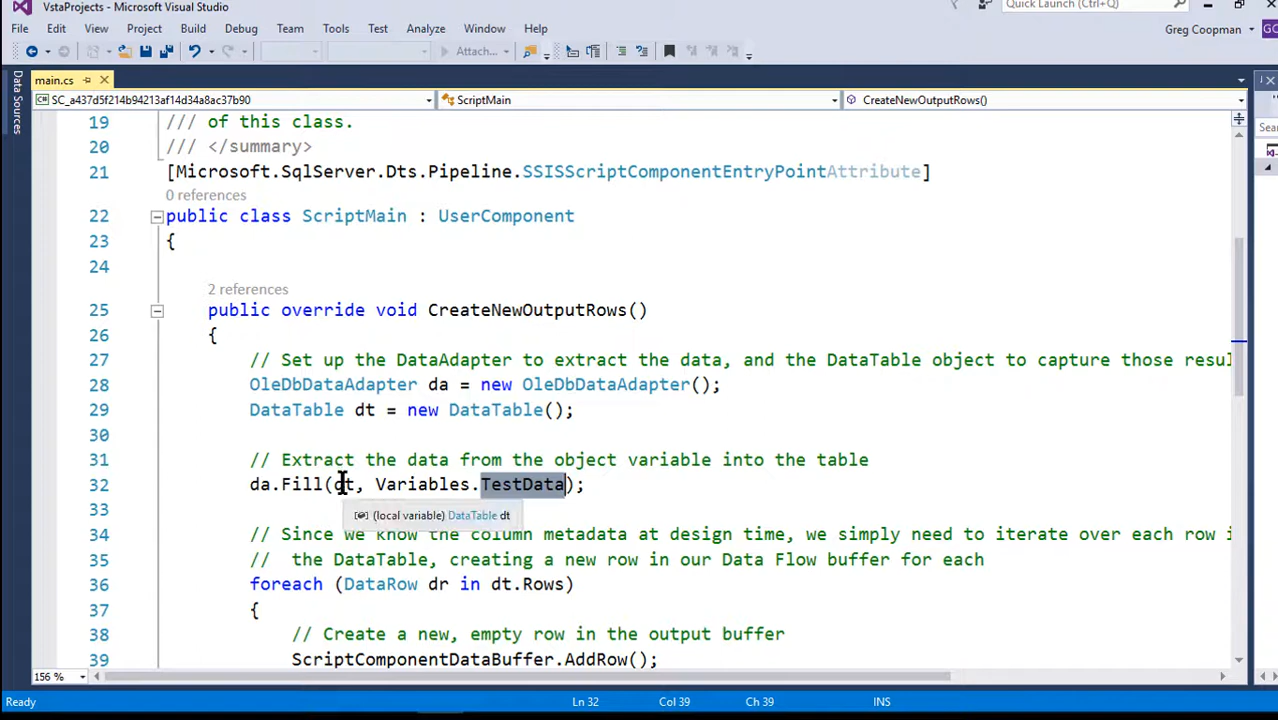 VstaProjects - Microsoft Visual Studio
Quick Launch (Ctrl+Q)
File Edit View Project Build Debug Team Tools Test Analyze Window Help
Greg Coopman
GC
Attach...
Data Sources
main.cs
SC_a437d5f214b94213af14d34a8ac37b90
ScriptMain
CreateNewOutputRows()
Sear
19 /// of this class.
20 /// </summary>
21 [Microsoft.SqlServer.Dts.Pipeline.SSISScriptComponentEntryPointAttribute]
0 references
22 public class ScriptMain : UserComponent
23 {
24
2 references
25 public override void CreateNewOutputRows()
26 {
27 // Set up the DataAdapter to extract the data, and the DataTable object to capture those resul
28 OleDbDataAdapter da = new OleDbDataAdapter();
29 DataTable dt = new DataTable();
30
31 // Extract the data from the object variable into the table
32 da.Fill(dt, Variables.TestData);
33
(local variable) DataTable dt
34 // Since we know the column metadata at design time, we simply need to iterate over each row i
35 // the DataTable, creating a new row in our Data Flow buffer for each
36 foreach (DataRow dr in dt.Rows)
37 {
38 // Create a new, empty row in the output buffer
39 ScriptComponentDataBuffer.AddRow();
156 %
Ready
Ln 32
Col 39
Ch 39
INS